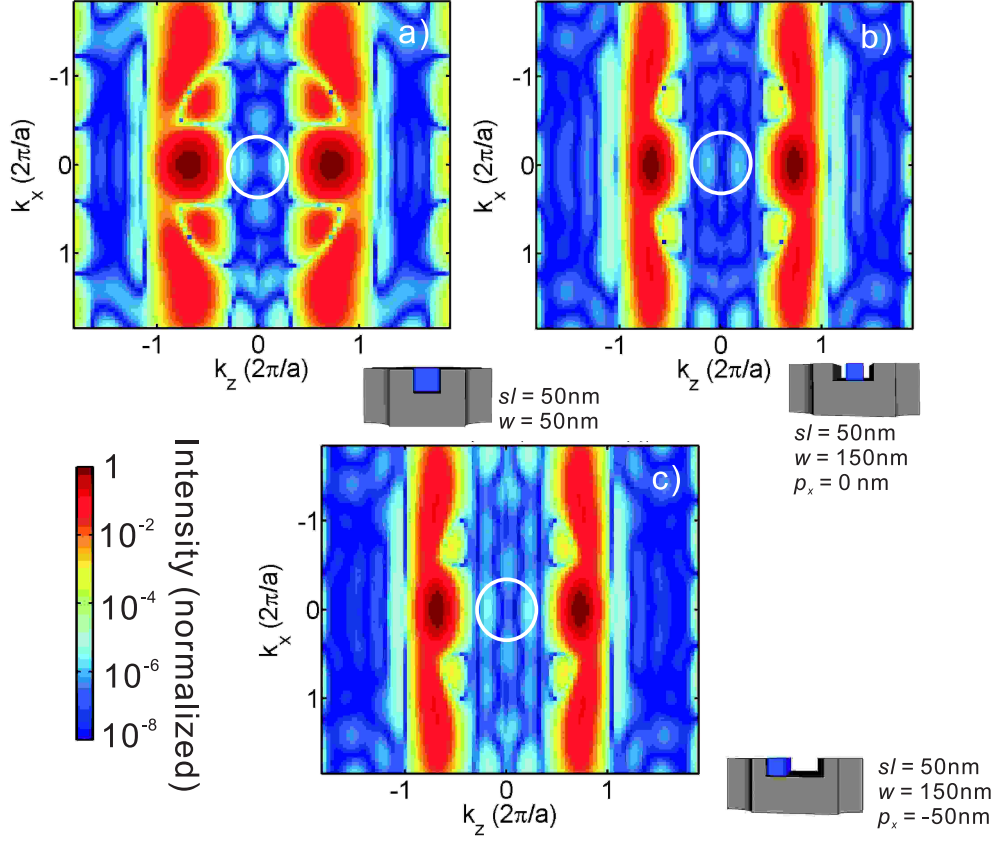 a)
-1
0
1
k_x (2π/a)
-1 0 1
k_z (2π/a)
b)
-1
0
1
k_x (2π/a)
-1 0 1
k_z (2π/a)
sl = 50nm
w = 50nm
sl = 50nm
w = 150nm
p_x = 0 nm
1
10^-2
10^-4
10^-6
10^-8
Intensity (normalized)
c)
-1
0
1
k_x (2π/a)
-1 0 1
k_z (2π/a)
sl = 50nm
w = 150nm
p_x = -50nm